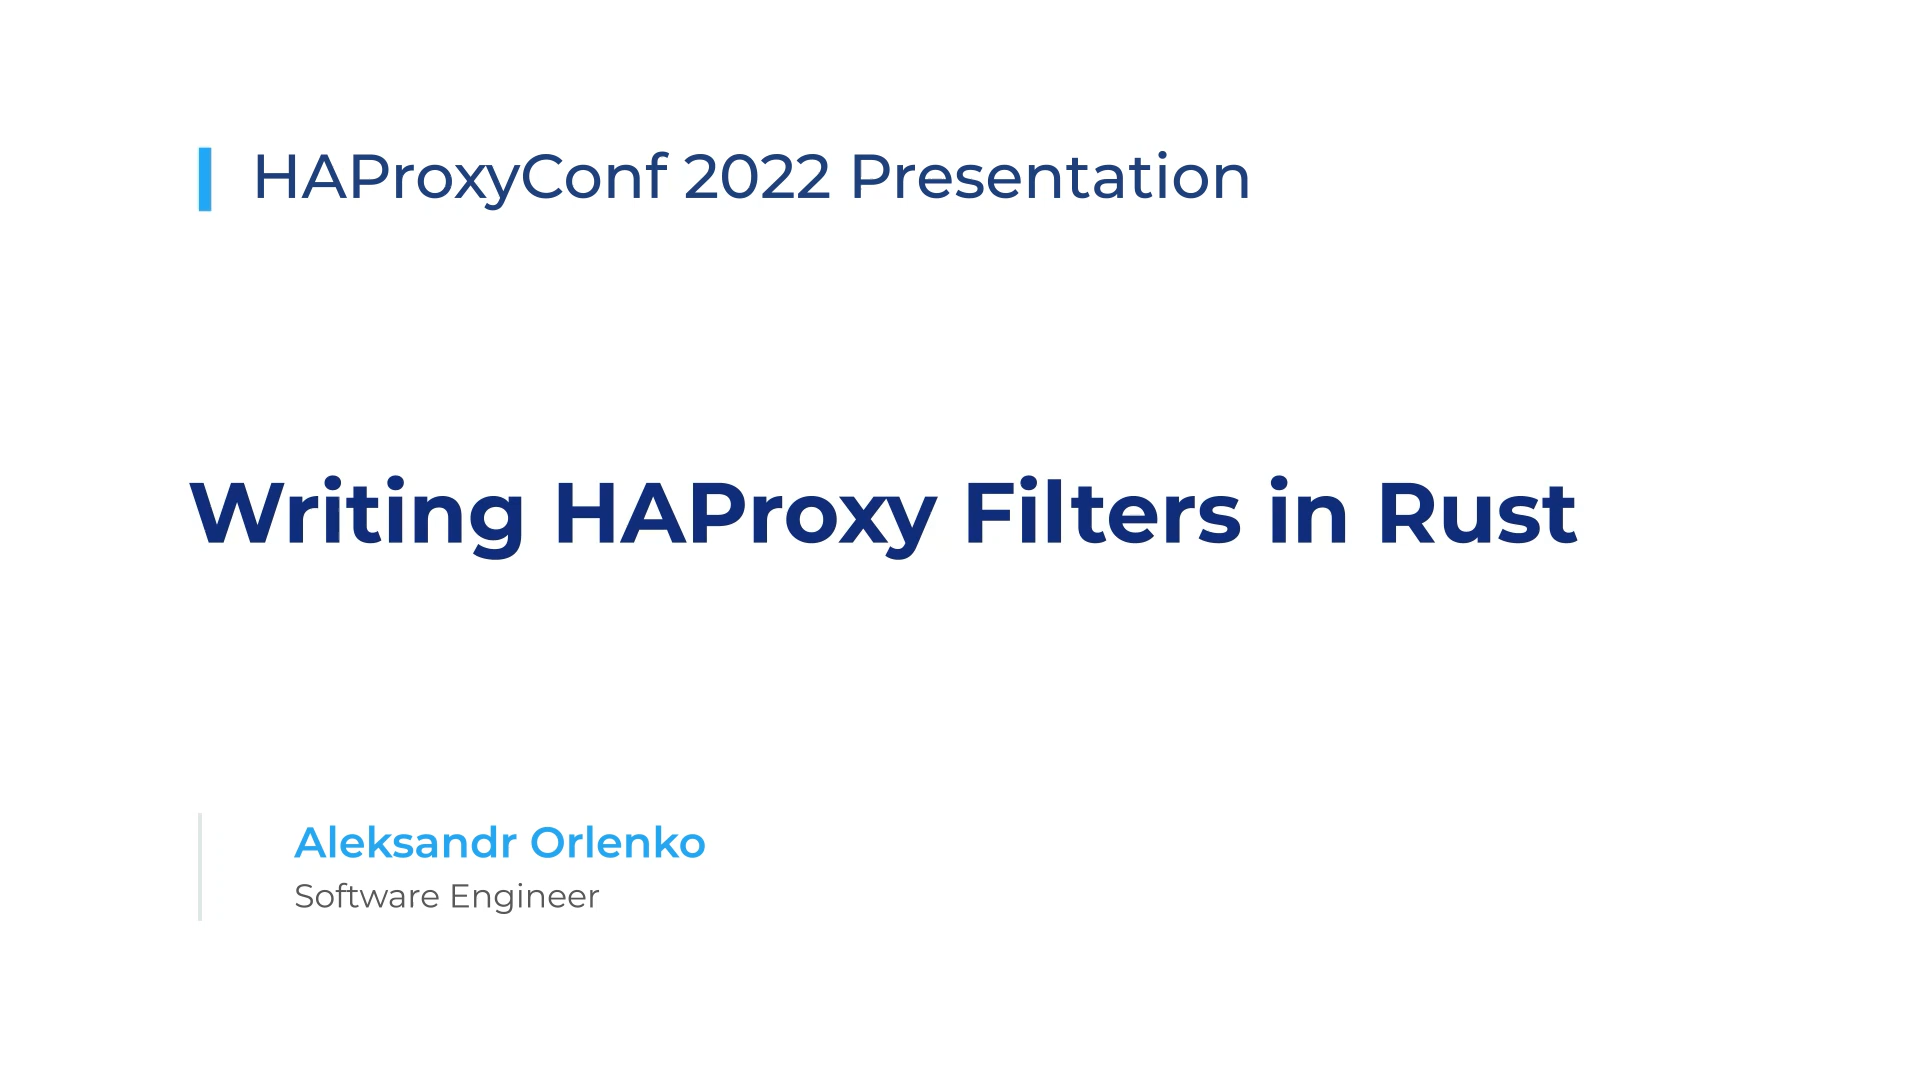 HAProxyConf 2022 Presentation
Writing HAProxy Filters in Rust
Aleksandr Orlenko
Software Engineer